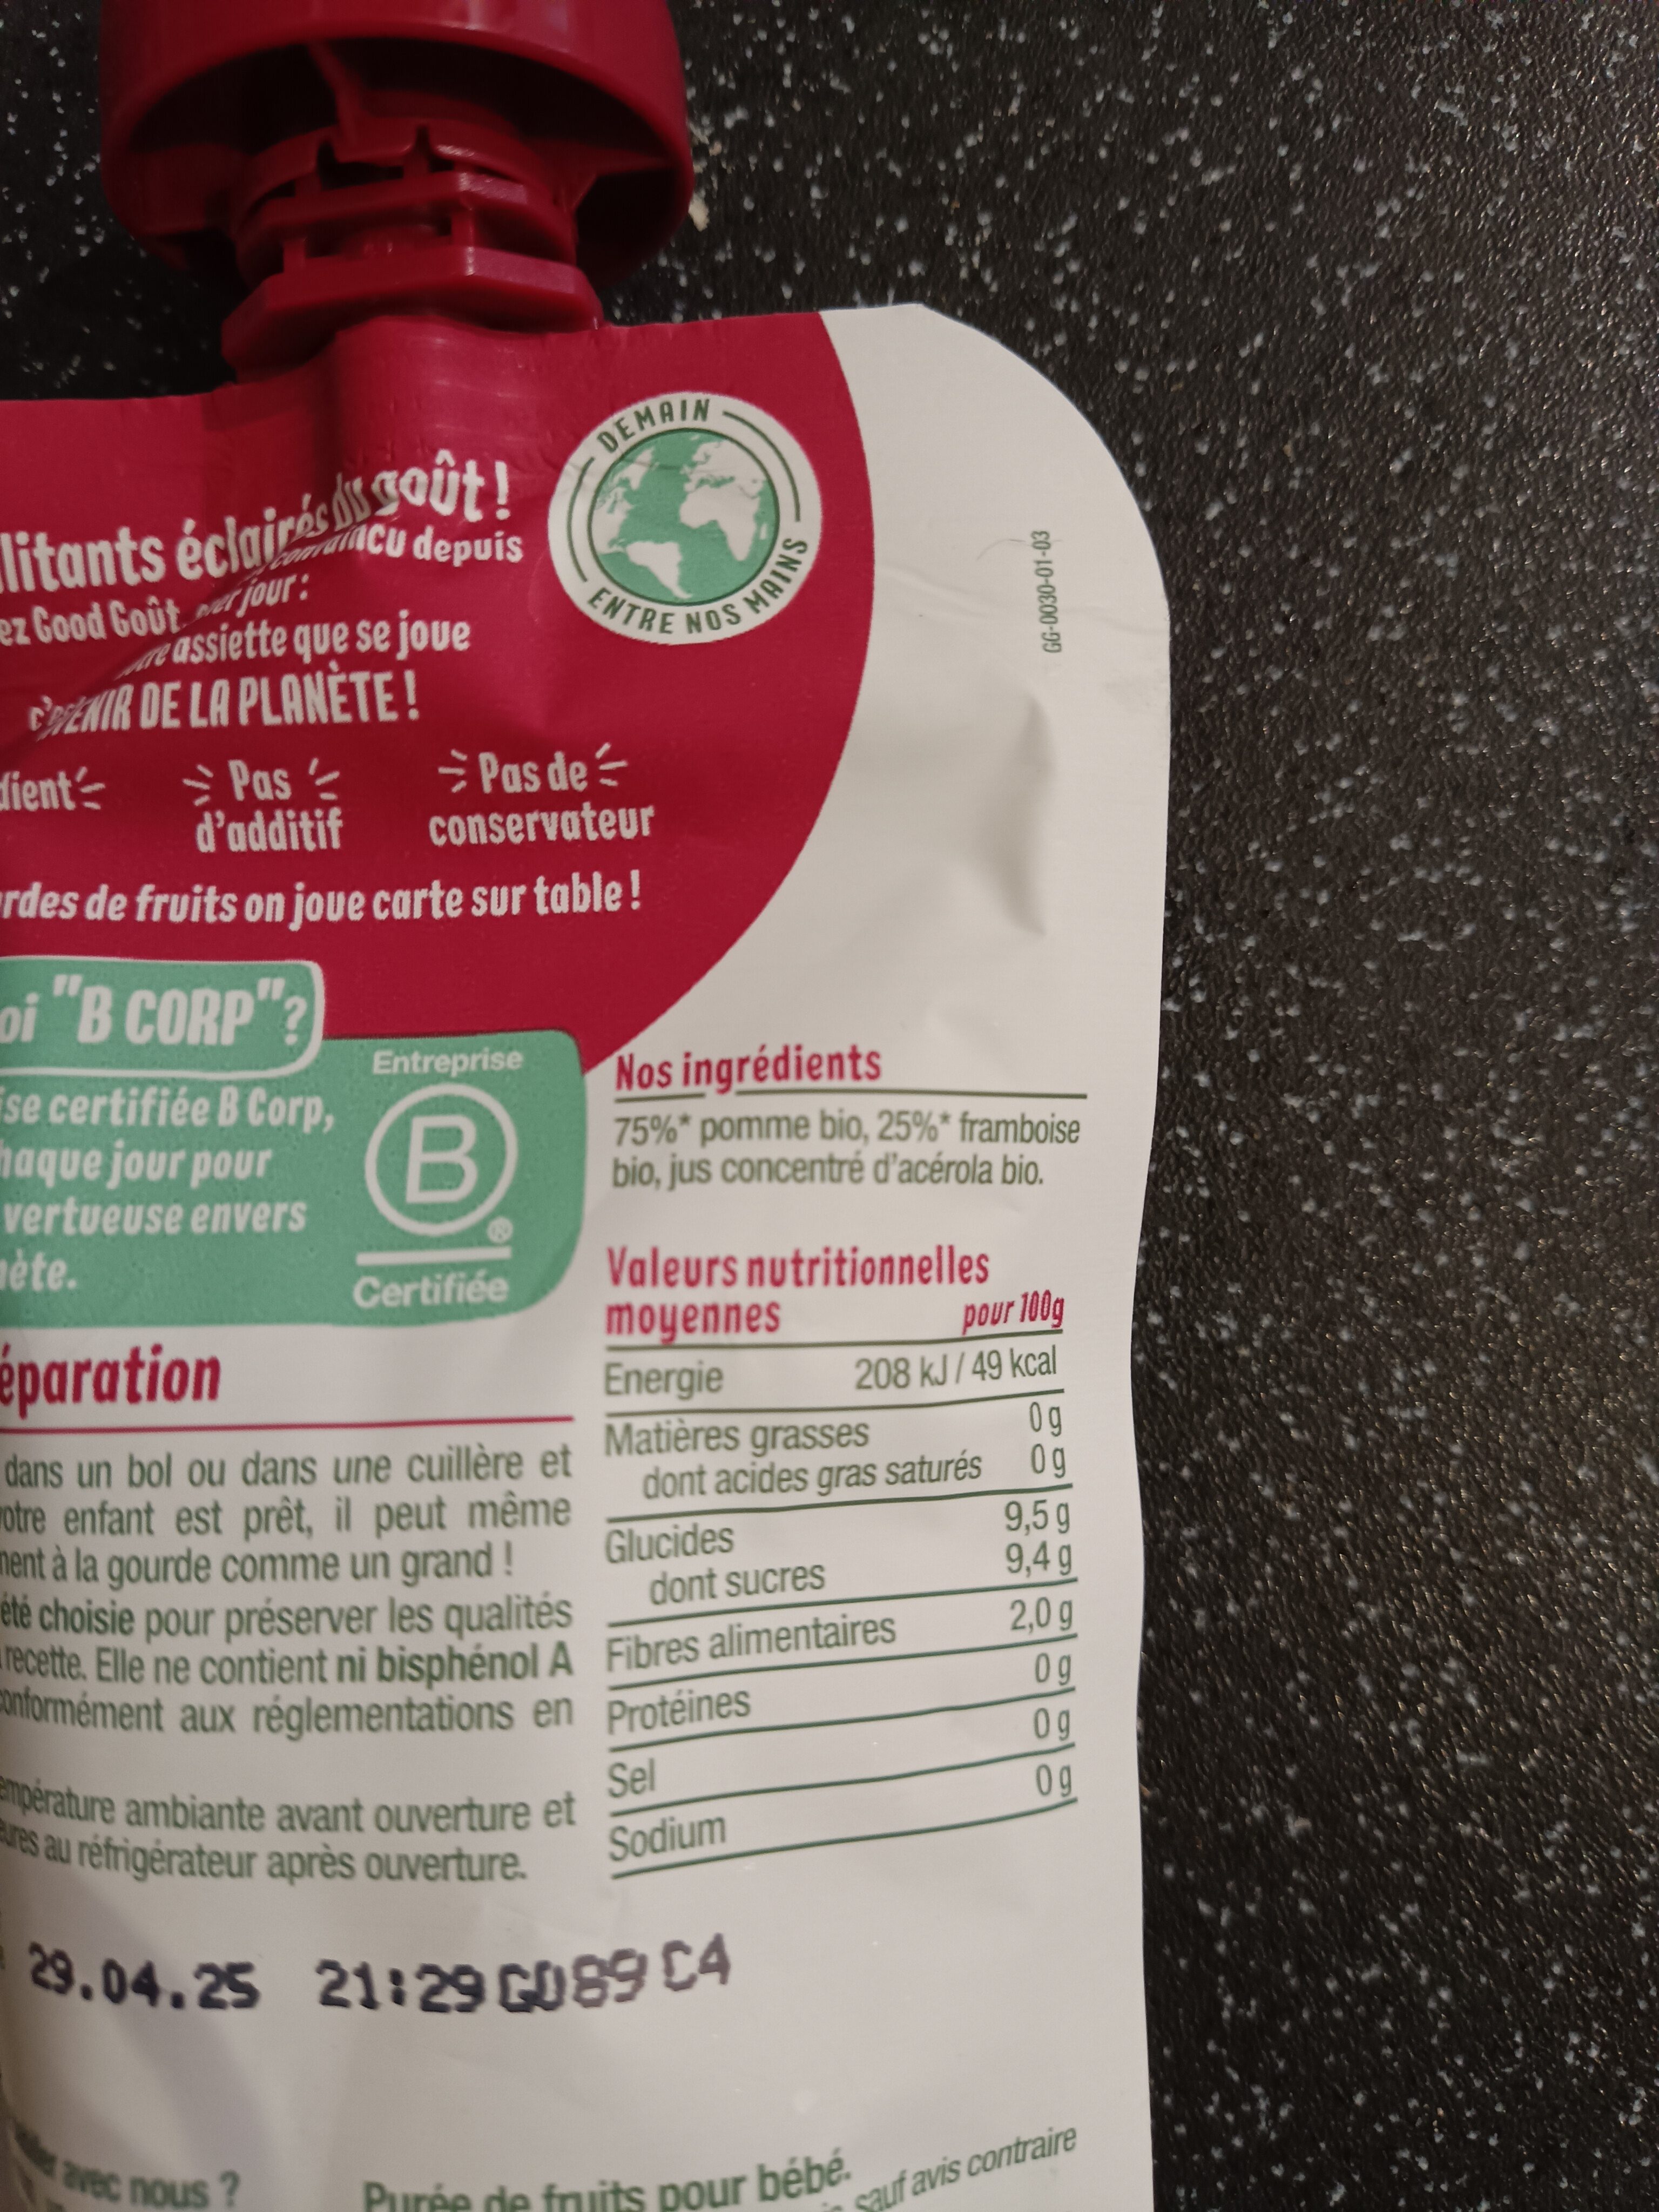 DEMAIN
ENTRE NOS MAINS
GG-0030-01-03
litants éclairés du goût !
ez Good Goût, convaincu depuis
jour :
assiette que se joue
DE LA PLANÈTE !
dient
Pas
d'additif
Pas de
conservateur
rdes de fruits on joue carte sur table !
oi "B CORP"?
ise certifiée B Corp,
haque jour pour
vertueuse envers
nète.
Entreprise
B
®
Certifiée
éparation
dans un bol ou dans une cuillère et
otre enfant est prêt, il peut même
ment à la gourde comme un grand !
été choisie pour préserver les qualités
recette. Elle ne contient ni bisphénol A
conformément aux réglementations en
empérature ambiante avant ouverture et
eures au réfrigérateur après ouverture.
Nos ingrédients
75%* pomme bio, 25%* framboise
bio, jus concentré d'acérola bio.
Valeurs nutritionnelles
moyennes pour 100g
Energie 208 kJ / 49 kcal
Matières grasses 0 g
dont acides gras saturés 0 g
Glucides 9,5 g
dont sucres 9,4 g
Fibres alimentaires 2,0 g
Protéines 0 g
Sel 0 g
Sodium 0 g
29.04.25 21:29 G089 C4
avec nous ?
Purée de fruits pour bébé.
sauf avis contraire